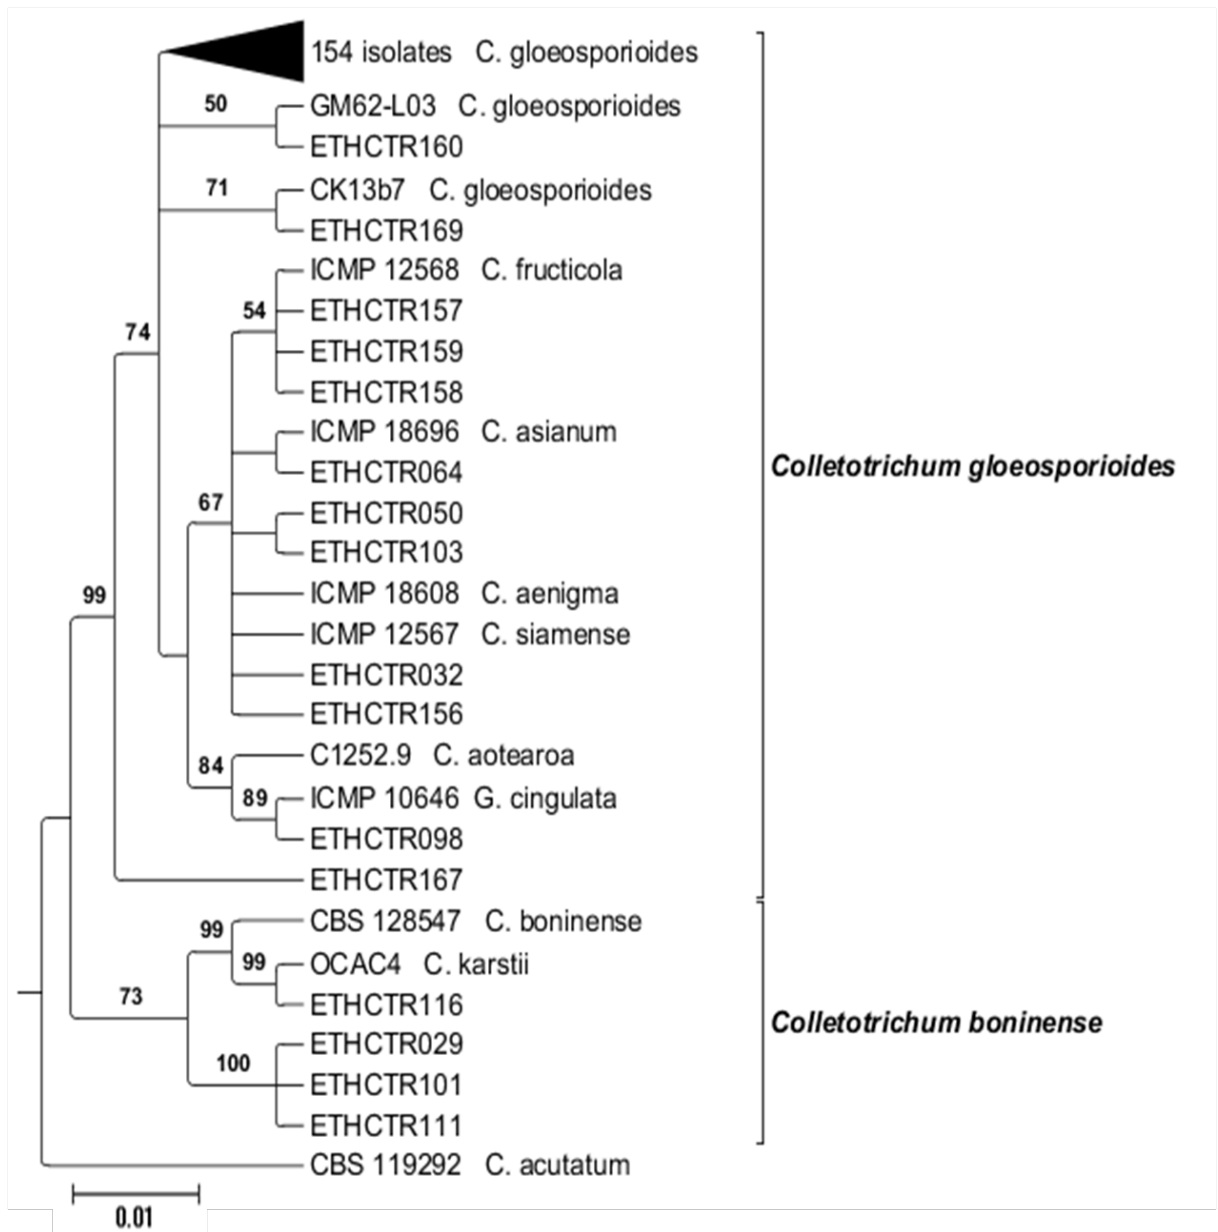 154 isolates C. gloeosporioides
50
GM62-L03 C. gloeosporioides
ETHCTR160
71
CK13b7 C. gloeosporioides
ETHCTR169
ICMP 12568 C. fructicola
54
ETHCTR157
74
ETHCTR159
ETHCTR158
ICMP 18696 C. asianum
Colletotrichum gloeosporioides
ETHCTR064
67
ETHCTR050
ETHCTR103
99
ICMP 18608 C. aenigma
ICMP 12567 C. siamense
ETHCTR032
ETHCTR156
C1252.9 C. aotearoa
84
89
ICMP 10646 G. cingulata
ETHCTR098
ETHCTR167
CBS 128547 C. boninense
99
99
OCAC4 C. karstii
73
ETHCTR116
Colletotrichum boninense
ETHCTR029
100
ETHCTR101
ETHCTR111
CBS 119292 C. acutatum
0.01